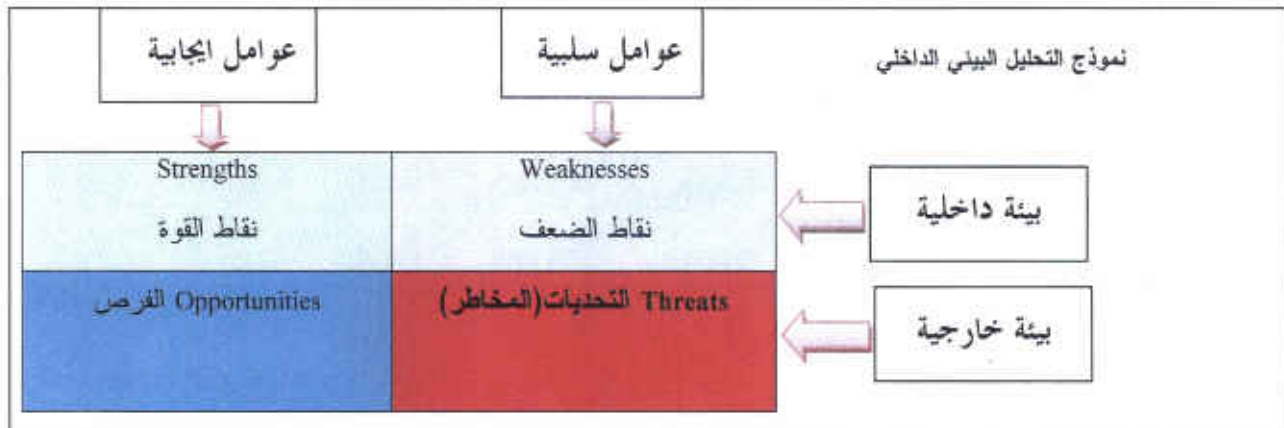 نموذج التحليل البيئي الداخلي
عوامل سلبية
عوامل ايجابية
Strengths
نقاط القوة
Weaknesses
نقاط الضعف
بيئة داخلية
الفرص Opportunities
التحديات(المخاطر) Threats
بيئة خارجية